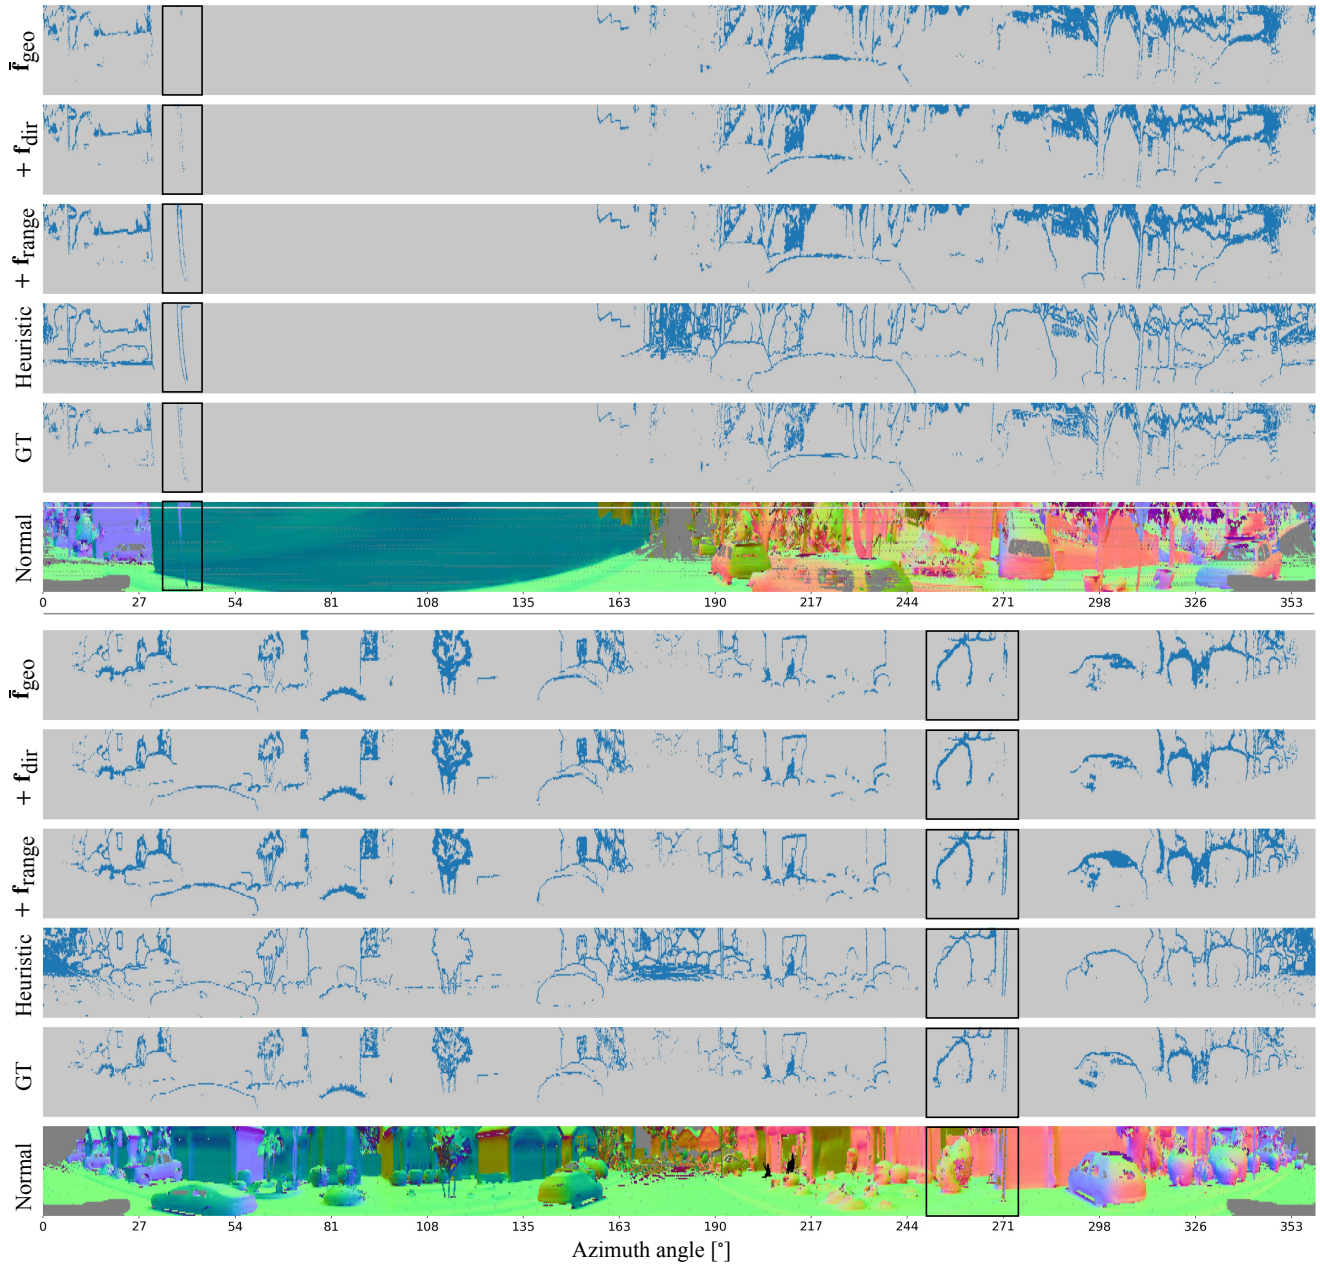 f̄geo
+ fdir
+ frange
Heuristic
GT
Normal
0 27 54 81 108 135 163 190 217 244 271 298 326 353
f̄geo
+ fdir
+ frange
Heuristic
GT
Normal
0 27 54 81 108 135 163 190 217 244 271 298 326 353
Azimuth angle [°]